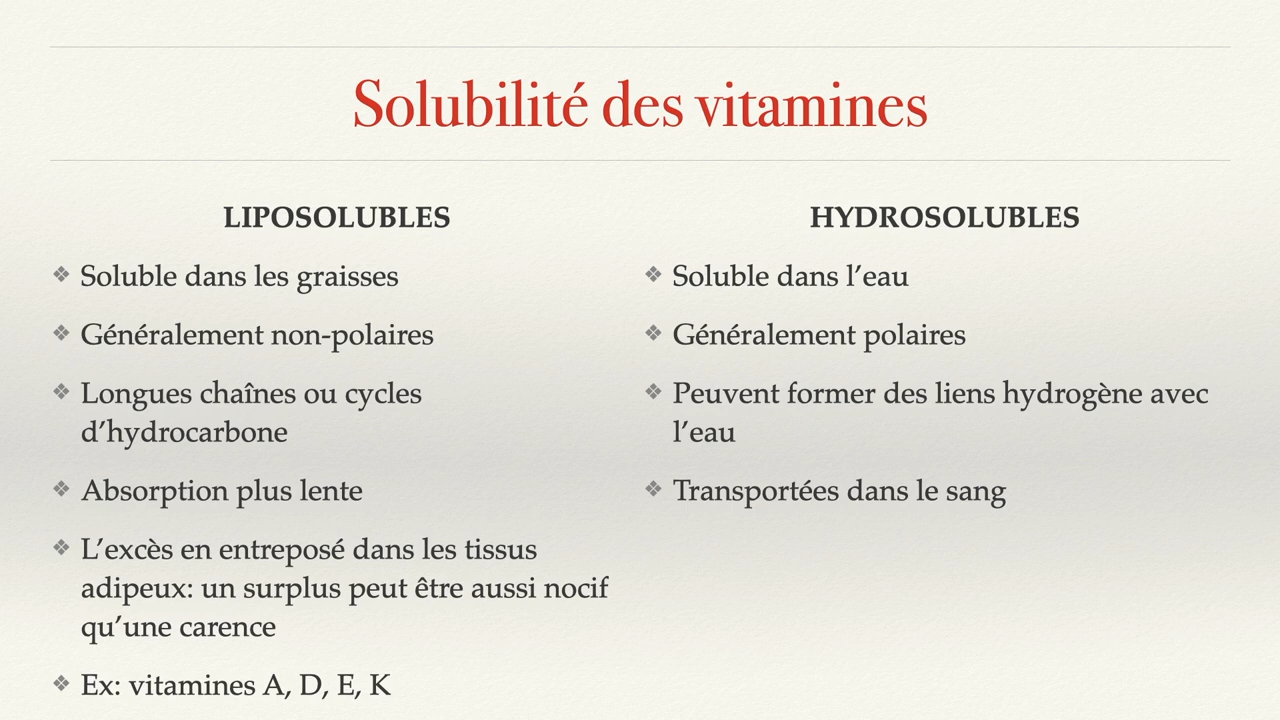 Solubilité des vitamines
LIPOSOLUBLES
❖ Soluble dans les graisses
❖ Généralement non-polaires
❖ Longues chaînes ou cycles
d’hydrocarbone
❖ Absorption plus lente
❖ L’excès en entreposé dans les tissus
adipeux: un surplus peut être aussi nocif
qu’une carence
❖ Ex: vitamines A, D, E, K
HYDROSOLUBLES
❖ Soluble dans l’eau
❖ Généralement polaires
❖ Peuvent former des liens hydrogène avec
l’eau
❖ Transportées dans le sang